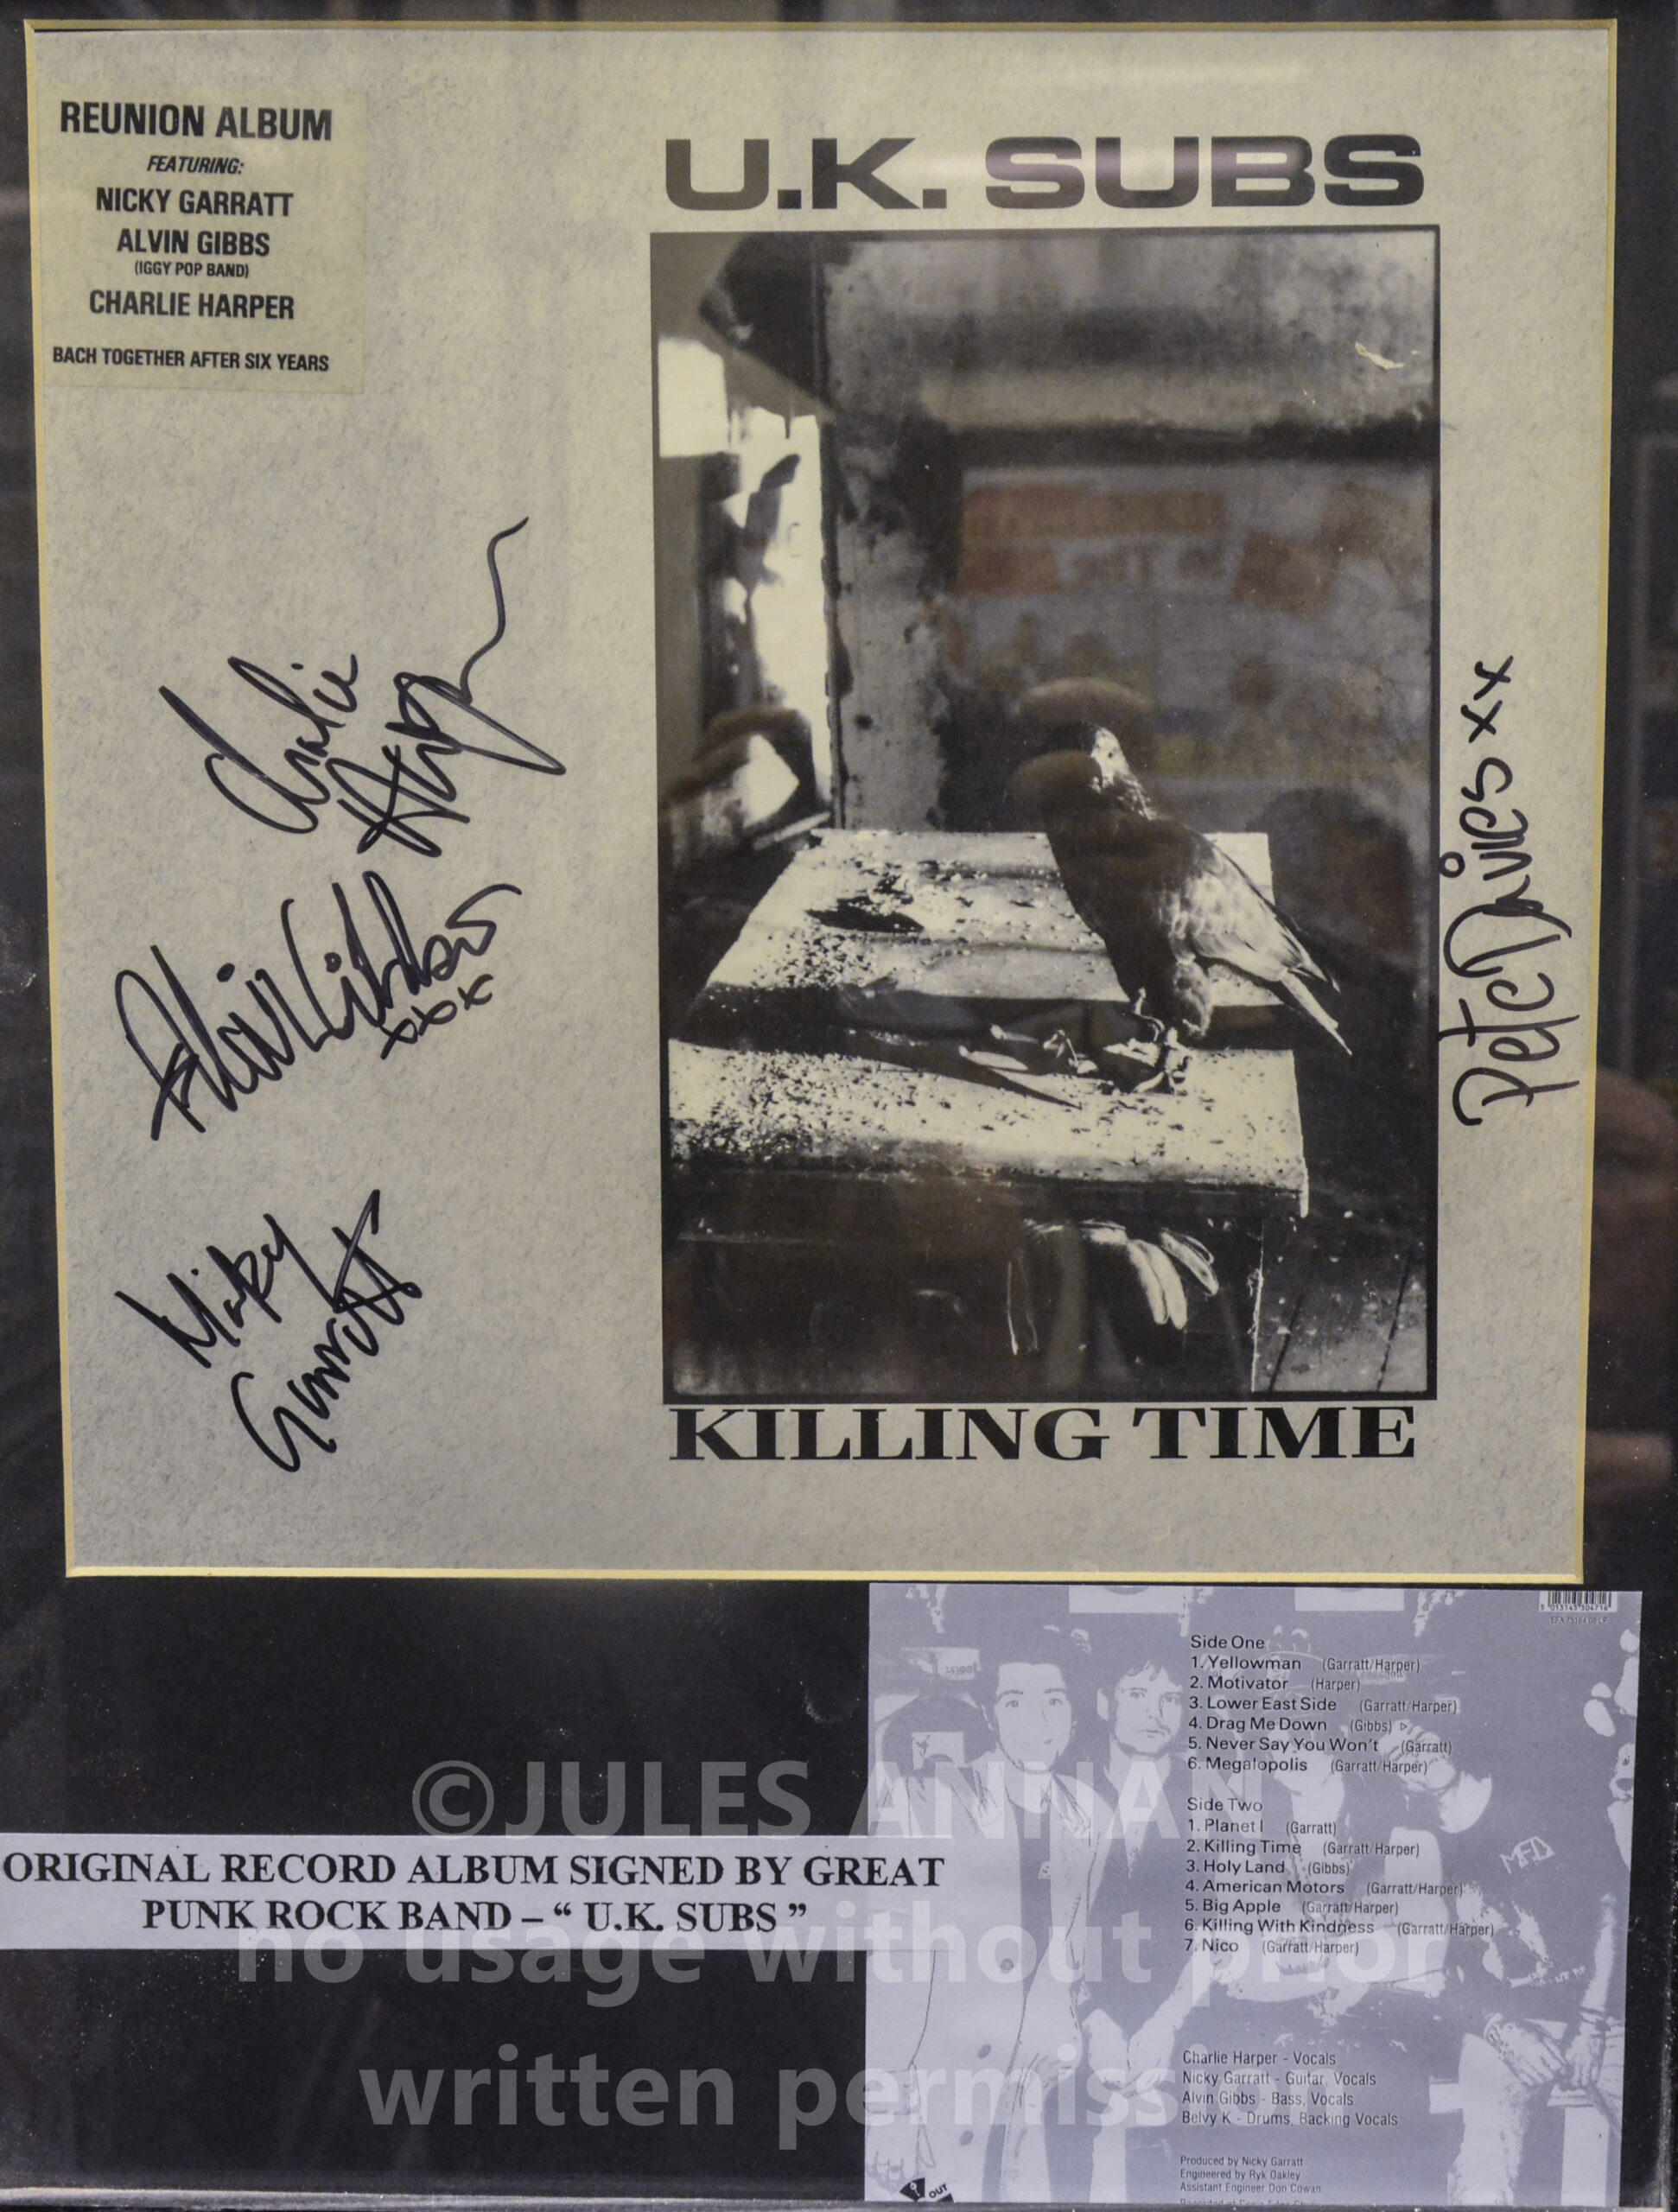 REUNION ALBUM
FEATURING:
NICKY GARRATT
ALVIN GIBBS
(IGGY POP BAND)
CHARLIE HARPER
BACH TOGETHER AFTER SIX YEARS
U.K. SUBS
Charlie
Harper
Alvin Gibbs
xxx
Nicky
Garratt
Pete Davies xx
KILLING TIME
EFA 75164 08 LP
Side One
1. Yellowman (Garratt/Harper)
2. Motivator (Harper)
3. Lower East Side (Garratt/Harper)
4. Drag Me Down (Gibbs)
5. Never Say You Won't (Garratt)
6. Megalopolis (Garratt/Harper)
Side Two
1. Planet I (Garratt)
2. Killing Time (Garratt/Harper)
3. Holy Land (Gibbs)
4. American Motors (Garratt/Harper)
5. Big Apple (Garratt/Harper)
6. Killing With Kindness (Garratt/Harper)
7. Nico (Garratt/Harper)
MFD
Charlie Harper - Vocals
Nicky Garratt - Guitar, Vocals
Alvin Gibbs - Bass, Vocals
Belvy K - Drums, Backing Vocals
Produced by Nicky Garratt
Engineered by Ryk Oakley
Assistant Engineer Don Cowan
OUT
ORIGINAL RECORD ALBUM SIGNED BY GREAT
PUNK ROCK BAND – “ U.K. SUBS ”
©JULES ANNAN
no usage without prior
written permiss